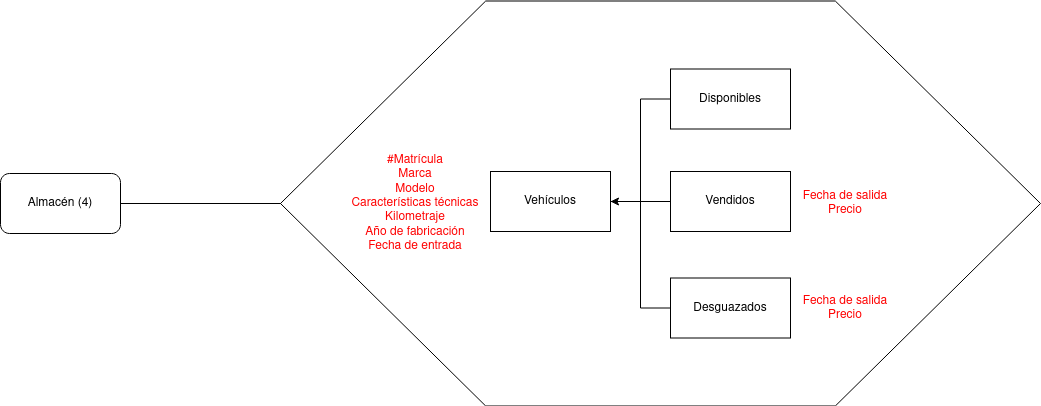 Disponibles
#Matrícula
Marca
Modelo
Características técnicas
Kilometraje
Año de fabricación
Fecha de entrada
Almacén (4)
Vehículos
Vendidos
Fecha de salida
Precio
Desguazados
Fecha de salida
Precio